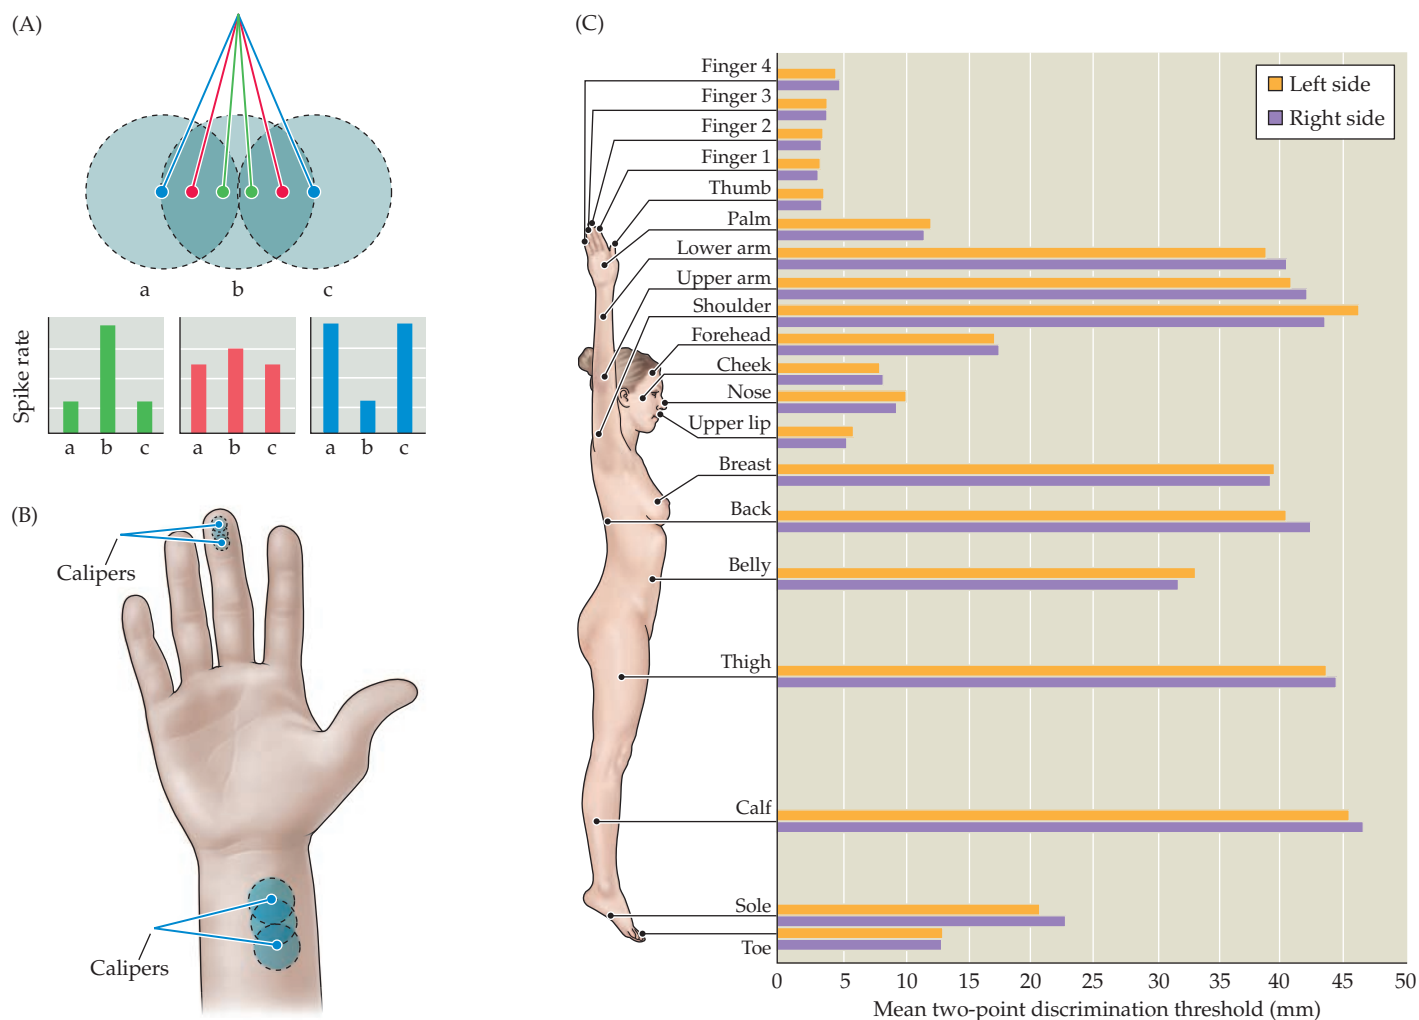 (A)
a b c
Spike rate
a b c
a b c
a b c
(B)
Calipers
Calipers
(C)
Finger 4
Finger 3
Finger 2
Finger 1
Thumb
Palm
Lower arm
Upper arm
Shoulder
Forehead
Cheek
Nose
Upper lip
Breast
Back
Belly
Thigh
Calf
Sole
Toe
Left side
Right side
0 5 10 15 20 25 30 35 40 45 50
Mean two-point discrimination threshold (mm)